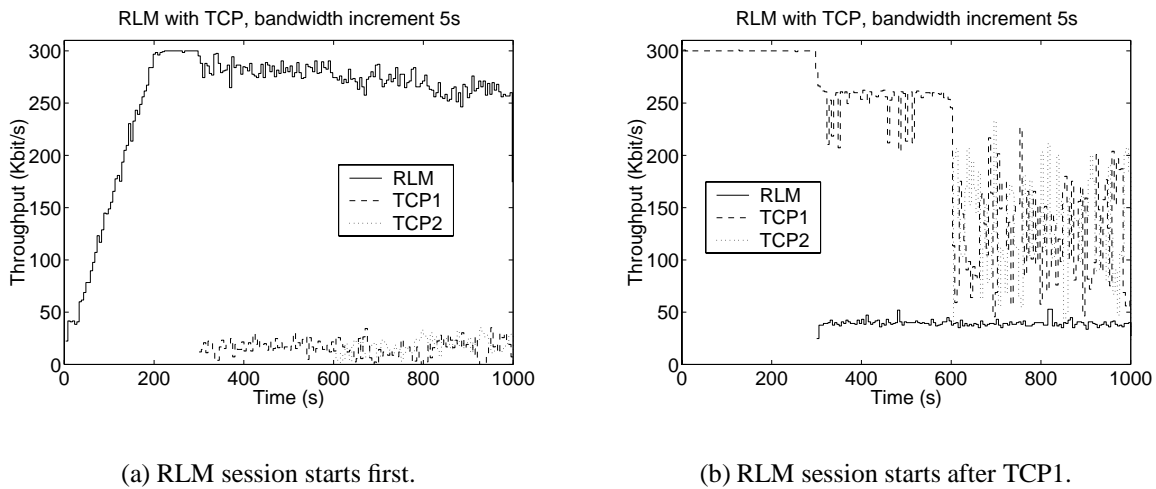 RLM with TCP, bandwidth increment 5s
300
250
200
150
100
50
0
Throughput (Kbit/s)
RLM
TCP1
TCP2
0 200 400 600 800 1000
Time (s)
(a) RLM session starts first.
RLM with TCP, bandwidth increment 5s
300
250
200
150
100
50
0
Throughput (Kbit/s)
RLM
TCP1
TCP2
0 200 400 600 800 1000
Time (s)
(b) RLM session starts after TCP1.